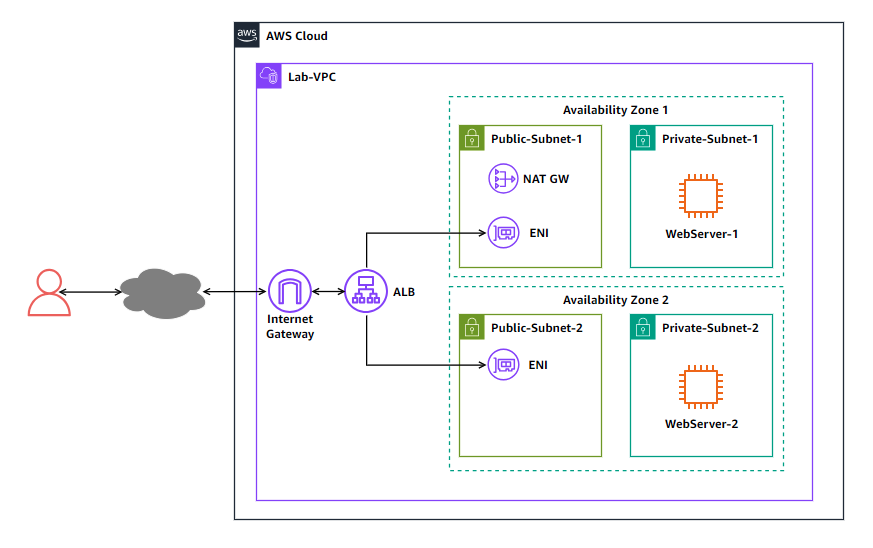 aws
AWS Cloud
Lab-VPC
Availability Zone 1
Public-Subnet-1
Private-Subnet-1
NAT GW
ENI
WebServer-1
ALB
Internet
Gateway
Availability Zone 2
Public-Subnet-2
Private-Subnet-2
ENI
WebServer-2